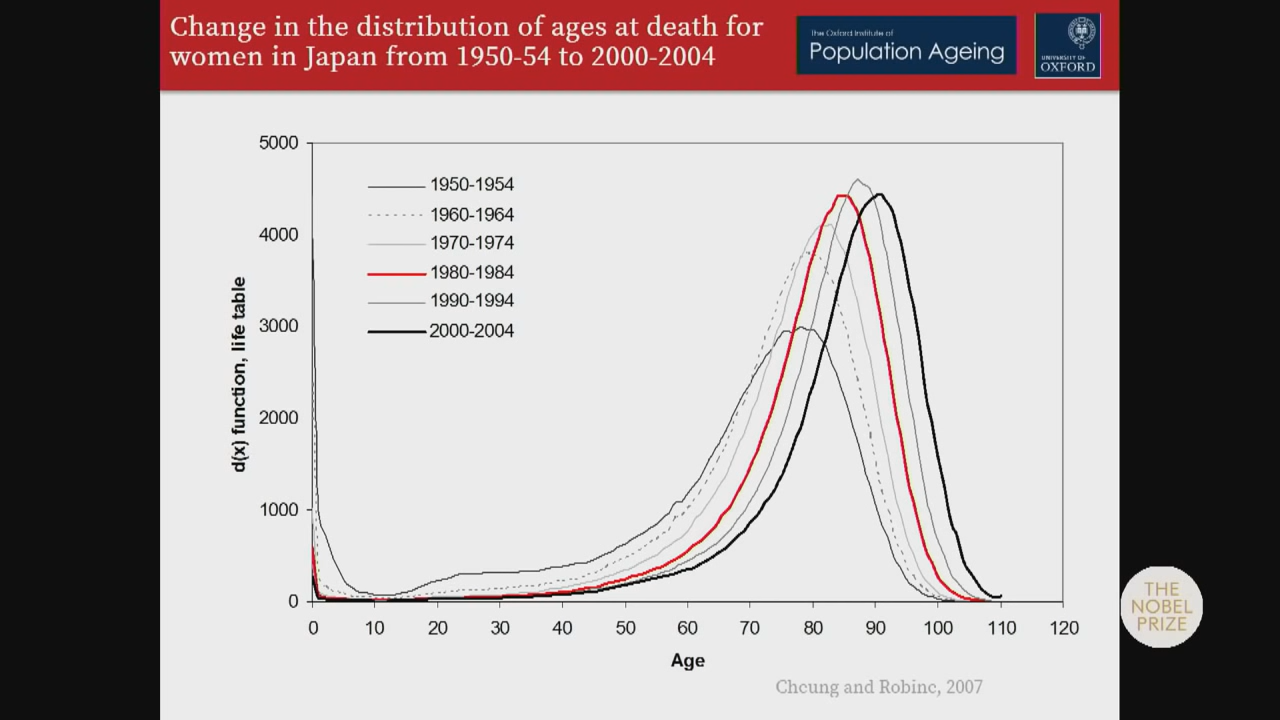 Change in the distribution of ages at death for
women in Japan from 1950-54 to 2000-2004
The Oxford Institute of
Population Ageing
UNIVERSITY OF
OXFORD
5000
4000
3000
2000
1000
0
d(x) function, life table
1950-1954
1960-1964
1970-1974
1980-1984
1990-1994
2000-2004
0 10 20 30 40 50 60 70 80 90 100 110 120
Age
Cheung and Robine, 2007
THE
NOBEL
PRIZE